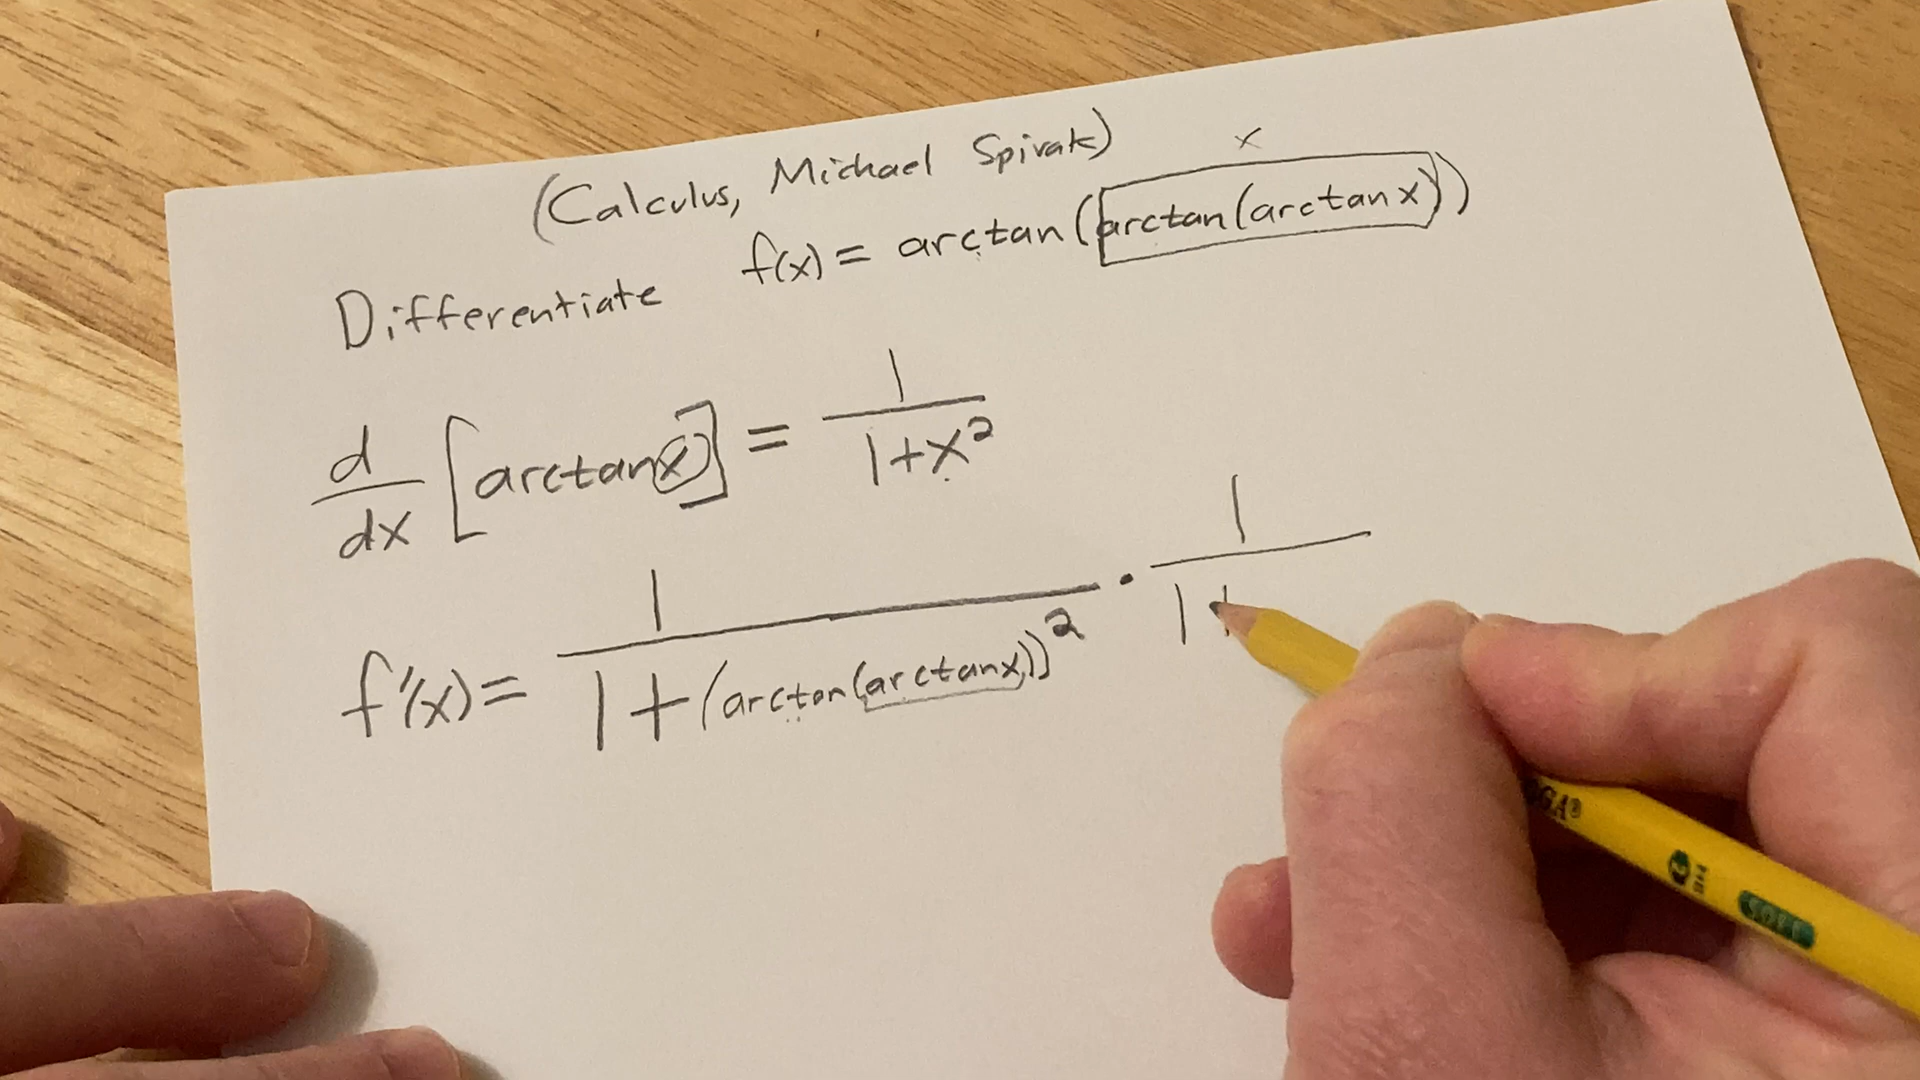 (Calculus, Michael Spivak)
x
Differentiate f(x) = arctan(arctan(arctan x))
d/dx [arctan x] = 1/(1+x²)
f'(x) = 1/(1+(arctan(arctan x))²) · 1/(1+
SOFT